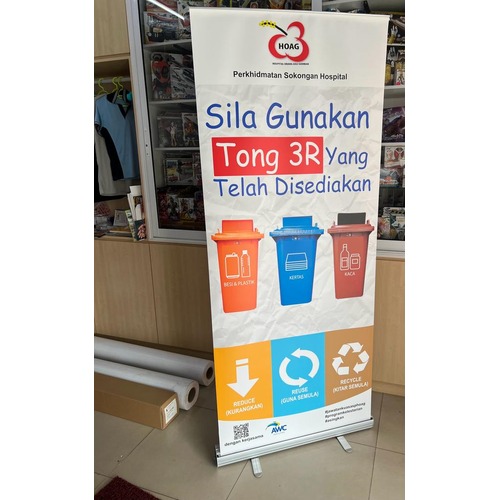 HOAG
Perkhidmatan Sokongan Hospital
Sila Gunakan
Tong 3R Yang
Telah Disediakan
BESI & PLASTIK
KERTAS
KACA
REDUCE
(KURANGKAN)
REUSE
(GUNA SEMULA)
RECYCLE
(KITAR SEMULA)
dengan kerjasama
AWC